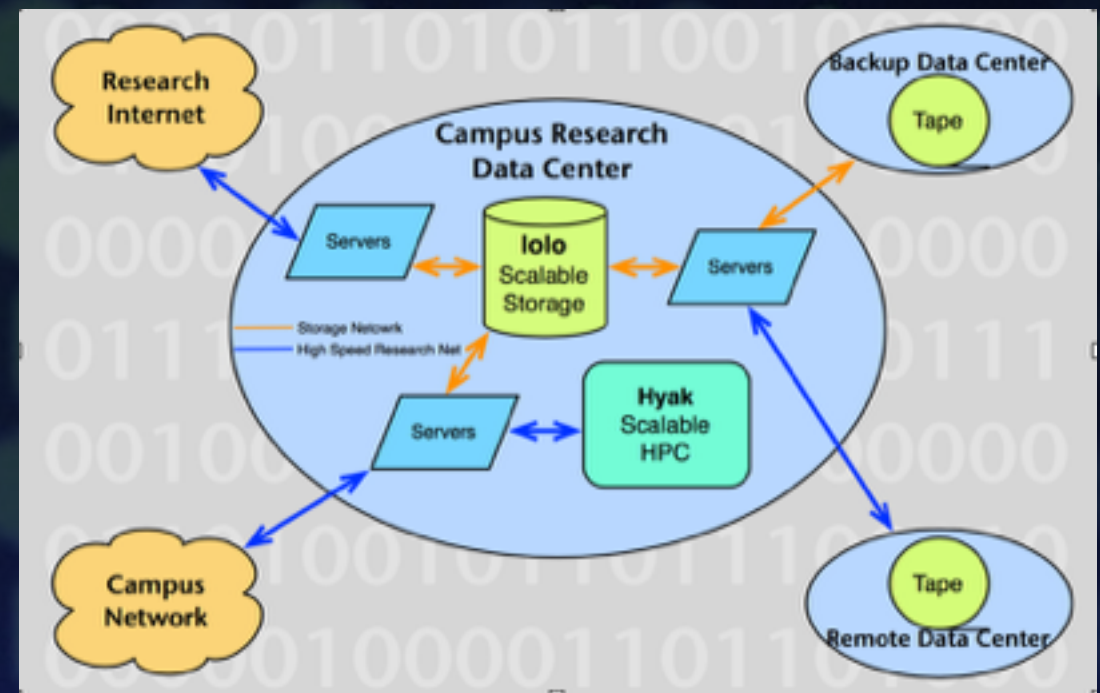 Research
Internet
Backup Data Center
Tape
Campus Research
Data Center
Servers
lolo
Scalable
Storage
Servers
Storage Netowrk
High Speed Research Net
Servers
Hyak
Scalable
HPC
Campus
Network
Tape
Remote Data Center